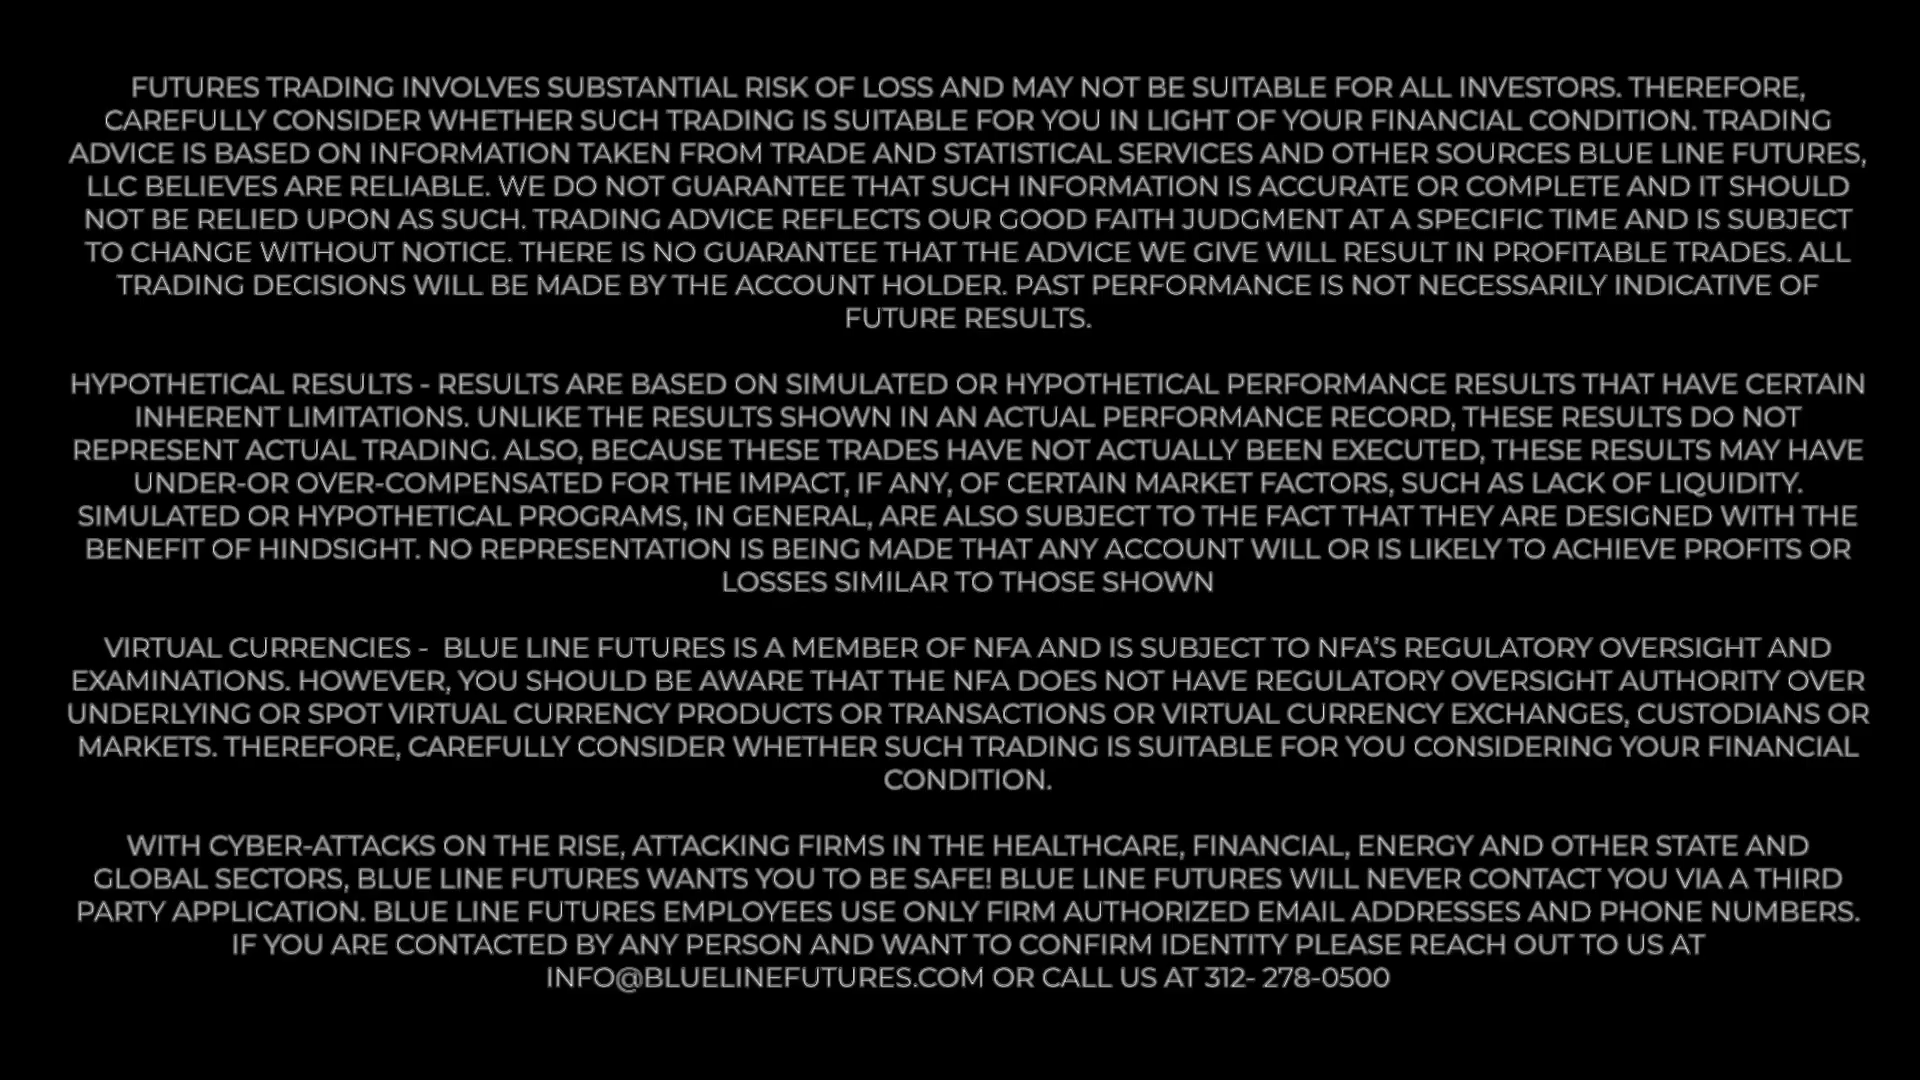 FUTURES TRADING INVOLVES SUBSTANTIAL RISK OF LOSS AND MAY NOT BE SUITABLE FOR ALL INVESTORS. THEREFORE,
CAREFULLY CONSIDER WHETHER SUCH TRADING IS SUITABLE FOR YOU IN LIGHT OF YOUR FINANCIAL CONDITION. TRADING
ADVICE IS BASED ON INFORMATION TAKEN FROM TRADE AND STATISTICAL SERVICES AND OTHER SOURCES BLUE LINE FUTURES,
LLC BELIEVES ARE RELIABLE. WE DO NOT GUARANTEE THAT SUCH INFORMATION IS ACCURATE OR COMPLETE AND IT SHOULD
NOT BE RELIED UPON AS SUCH. TRADING ADVICE REFLECTS OUR GOOD FAITH JUDGMENT AT A SPECIFIC TIME AND IS SUBJECT
TO CHANGE WITHOUT NOTICE. THERE IS NO GUARANTEE THAT THE ADVICE WE GIVE WILL RESULT IN PROFITABLE TRADES. ALL
TRADING DECISIONS WILL BE MADE BY THE ACCOUNT HOLDER. PAST PERFORMANCE IS NOT NECESSARILY INDICATIVE OF
FUTURE RESULTS.
HYPOTHETICAL RESULTS - RESULTS ARE BASED ON SIMULATED OR HYPOTHETICAL PERFORMANCE RESULTS THAT HAVE CERTAIN
INHERENT LIMITATIONS. UNLIKE THE RESULTS SHOWN IN AN ACTUAL PERFORMANCE RECORD, THESE RESULTS DO NOT
REPRESENT ACTUAL TRADING. ALSO, BECAUSE THESE TRADES HAVE NOT ACTUALLY BEEN EXECUTED, THESE RESULTS MAY HAVE
UNDER-OR OVER-COMPENSATED FOR THE IMPACT, IF ANY, OF CERTAIN MARKET FACTORS, SUCH AS LACK OF LIQUIDITY.
SIMULATED OR HYPOTHETICAL PROGRAMS, IN GENERAL, ARE ALSO SUBJECT TO THE FACT THAT THEY ARE DESIGNED WITH THE
BENEFIT OF HINDSIGHT. NO REPRESENTATION IS BEING MADE THAT ANY ACCOUNT WILL OR IS LIKELY TO ACHIEVE PROFITS OR
LOSSES SIMILAR TO THOSE SHOWN
VIRTUAL CURRENCIES -  BLUE LINE FUTURES IS A MEMBER OF NFA AND IS SUBJECT TO NFA’S REGULATORY OVERSIGHT AND
EXAMINATIONS. HOWEVER, YOU SHOULD BE AWARE THAT THE NFA DOES NOT HAVE REGULATORY OVERSIGHT AUTHORITY OVER
UNDERLYING OR SPOT VIRTUAL CURRENCY PRODUCTS OR TRANSACTIONS OR VIRTUAL CURRENCY EXCHANGES, CUSTODIANS OR
MARKETS. THEREFORE, CAREFULLY CONSIDER WHETHER SUCH TRADING IS SUITABLE FOR YOU CONSIDERING YOUR FINANCIAL
CONDITION.
WITH CYBER-ATTACKS ON THE RISE, ATTACKING FIRMS IN THE HEALTHCARE, FINANCIAL, ENERGY AND OTHER STATE AND
GLOBAL SECTORS, BLUE LINE FUTURES WANTS YOU TO BE SAFE! BLUE LINE FUTURES WILL NEVER CONTACT YOU VIA A THIRD
PARTY APPLICATION. BLUE LINE FUTURES EMPLOYEES USE ONLY FIRM AUTHORIZED EMAIL ADDRESSES AND PHONE NUMBERS.
IF YOU ARE CONTACTED BY ANY PERSON AND WANT TO CONFIRM IDENTITY PLEASE REACH OUT TO US AT
INFO@BLUELINEFUTURES.COM OR CALL US AT 312- 278-0500